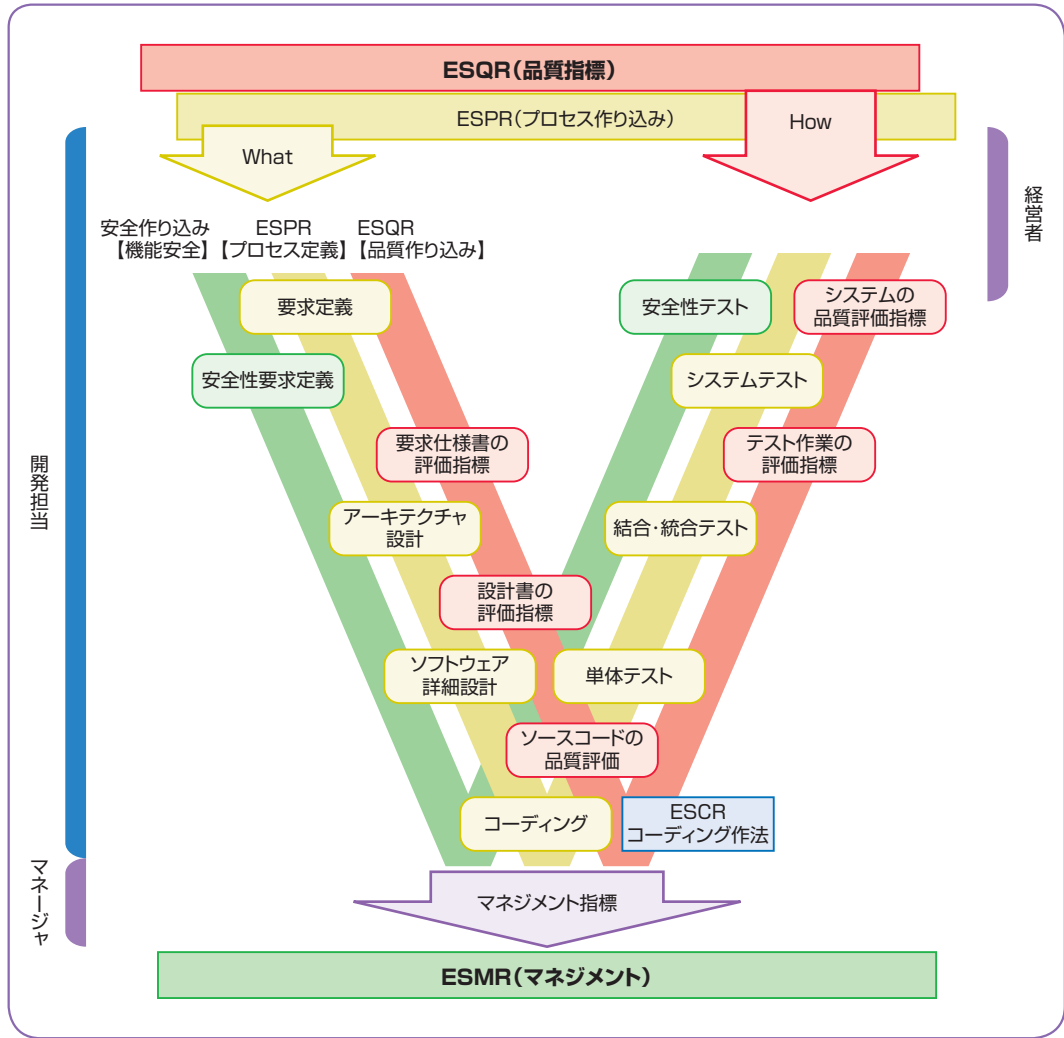 ESQR(品質指標)
ESPR(プロセス作り込み)
What
How
経営者
安全作り込み
【機能安全】
ESPR
【プロセス定義】
ESQR
【品質作り込み】
要求定義
安全性テスト
システムの
品質評価指標
安全性要求定義
システムテスト
要求仕様書の
評価指標
テスト作業の
評価指標
開発担当
アーキテクチャ
設計
結合・統合テスト
設計書の
評価指標
ソフトウェア
詳細設計
単体テスト
ソースコードの
品質評価
コーディング
ESCR
コーディング作法
マネージャ
マネジメント指標
ESMR(マネジメント)